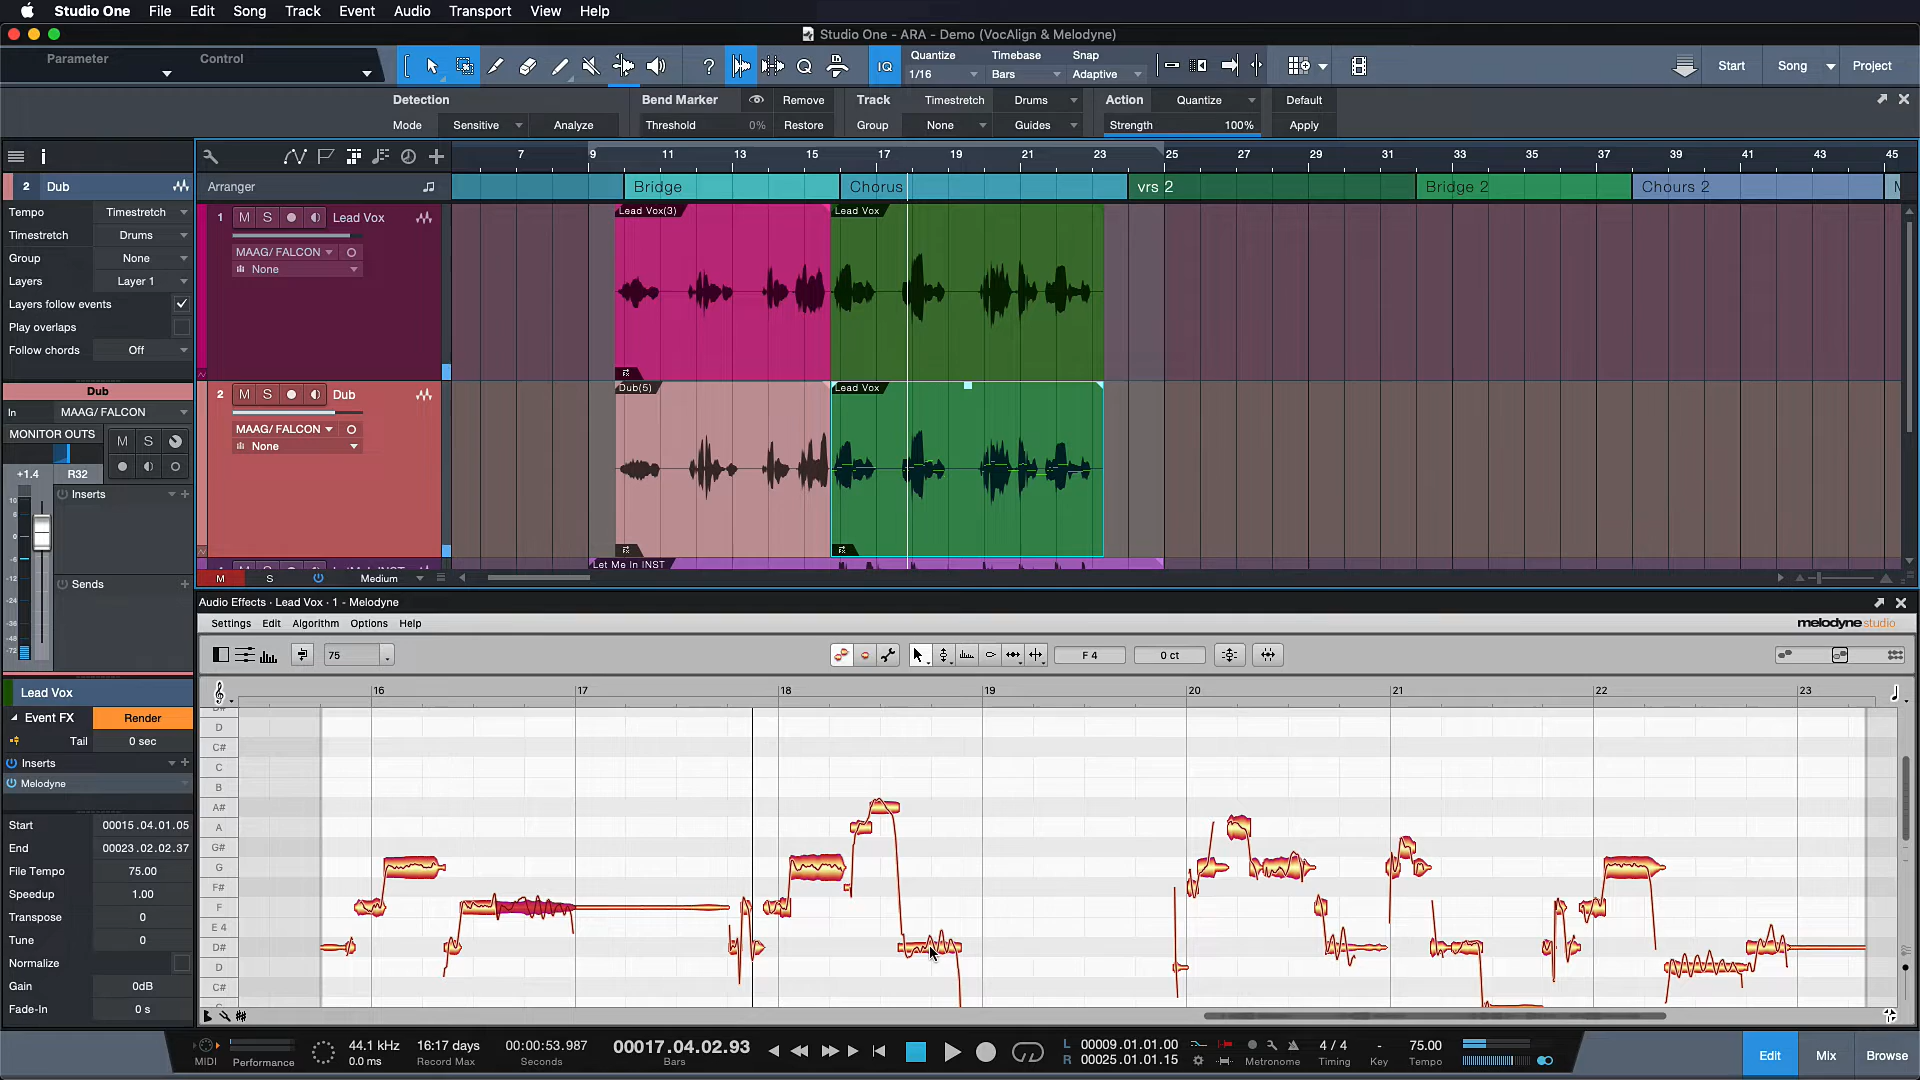 Studio One File Edit Song Track Event Audio Transport View Help
Studio One - ARA - Demo (VocAlign & Melodyne)
Parameter Control
Quantize Timebase Snap
1/16 Bars Adaptive
IQ
Start Song Project
Detection Bend Marker Remove Track Timestretch Drums Action Quantize Default
Mode Sensitive Analyze Threshold 0% Restore Group None Guides Strength 100% Apply
7 9 11 13 15 17 19 21 23 25 27 29 31 33 35 37 39 41 43 45
2 Dub
Arranger
Bridge Chorus vrs 2 Bridge 2 Chours 2
Tempo Timestretch
Timestretch Drums
Group None
Layers Layer 1
Layers follow events
Play overlaps
Follow chords Off
1 M S Lead Vox
MAAG/ FALCON
None
Lead Vox(3) Lead Vox
2 M S Dub
MAAG/ FALCON
None
Dub(5) Lead Vox
Let Me In INST
M S Medium
Dub
In MAAG/ FALCON
MONITOR OUTS M S
+1.4 R32
Inserts
Sends
Audio Effects · Lead Vox · 1 - Melodyne
Settings Edit Algorithm Options Help
melodyne studio
75
F 4 0 ct
16 17 18 19 20 21 22 23
D
C#
C
B
A#
A
G#
G
F#
F
E 4
D#
D
C#
Lead Vox
Event FX Render
Tail 0 sec
Inserts
Melodyne
Start 00015.04.01.05
End 00023.02.02.37
File Tempo 75.00
Speedup 1.00
Transpose 0
Tune 0
Normalize
Gain 0dB
Fade-In 0 s
MIDI Performance
44.1 kHz
0.0 ms
16:17 days
Record Max
00:00:53.987
Seconds
00017.04.02.93
Bars
L 00009.01.01.00
R 00025.01.01.15
Metronome
4 / 4
Timing
-
Key
75.00
Tempo
Edit Mix Browse